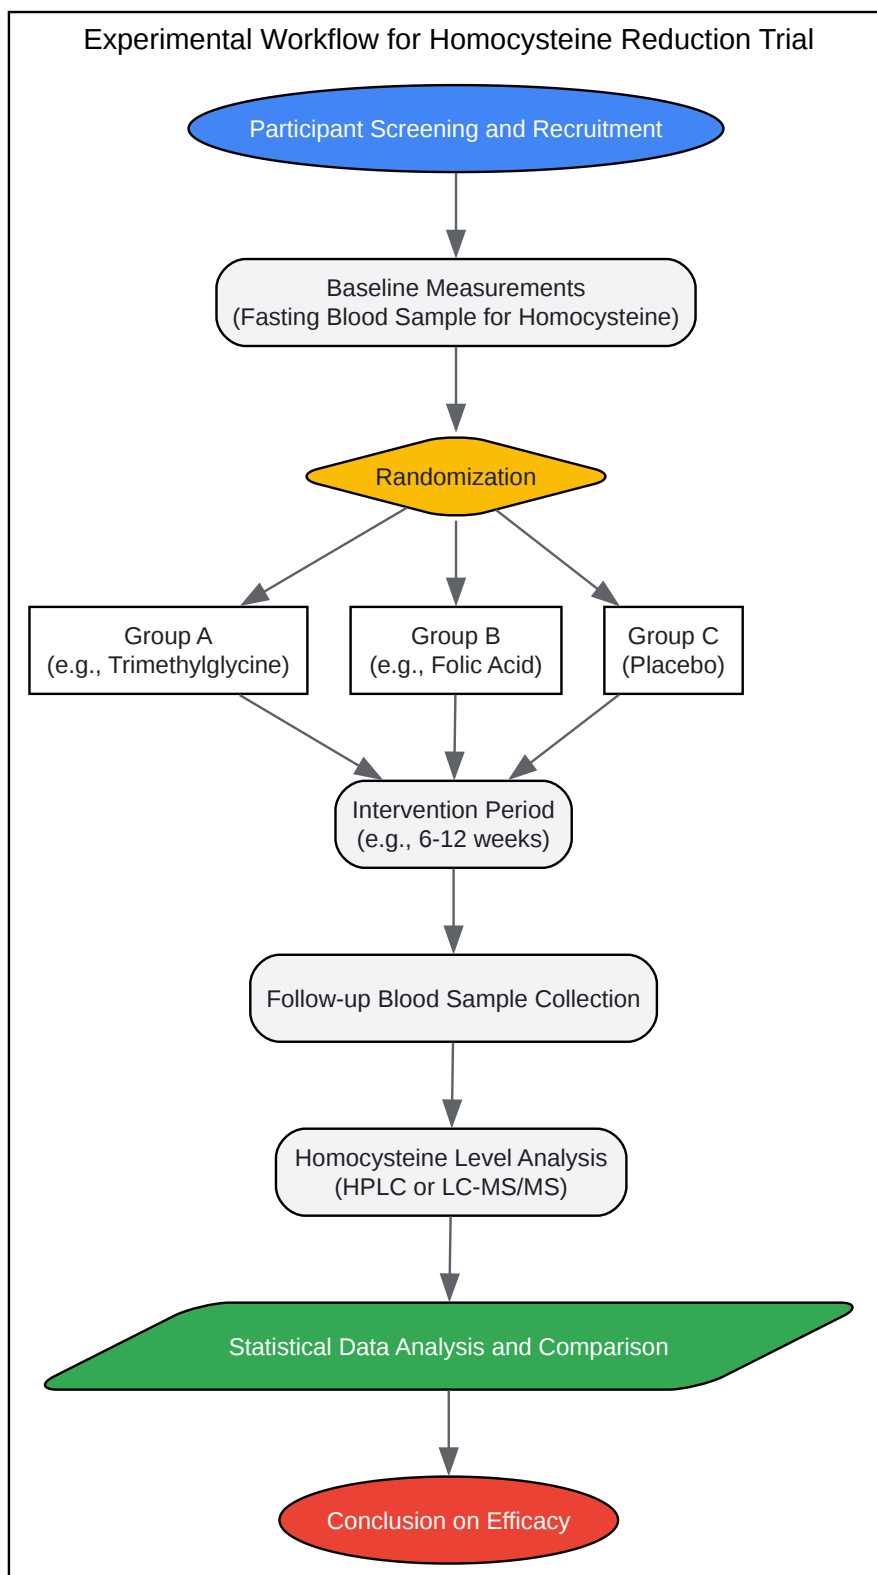 Experimental Workflow for Homocysteine Reduction Trial
Participant Screening and Recruitment
Baseline Measurements
(Fasting Blood Sample for Homocysteine)
Randomization
Group A
(e.g., Trimethylglycine)
Group B
(e.g., Folic Acid)
Group C
(Placebo)
Intervention Period
(e.g., 6-12 weeks)
Follow-up Blood Sample Collection
Homocysteine Level Analysis
(HPLC or LC-MS/MS)
Statistical Data Analysis and Comparison
Conclusion on Efficacy